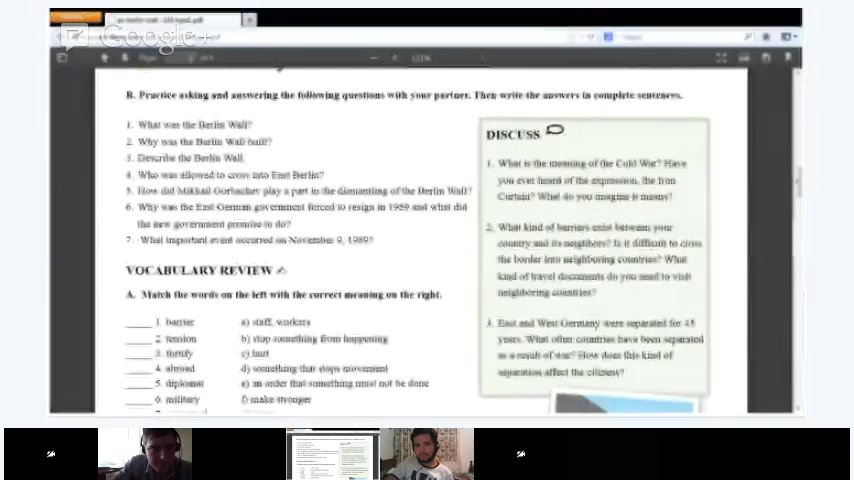 Google+
101%
B. Practice asking and answering the following questions with your partner. Then write the answers in complete sentences.
1. What was the Berlin Wall?
2. Why was the Berlin Wall built?
3. Describe the Berlin Wall.
4. Who was allowed to cross into East Berlin?
5. How did Mikhail Gorbachev play a part in the dismantling of the Berlin Wall?
6. Why was the East German government forced to resign in 1989 and what did
the new government promise to do?
7. What important event occurred on November 9, 1989?
VOCABULARY REVIEW
A. Match the words on the left with the correct meaning on the right.
1. barrier a) staff, workers
2. tension b) stop something from happening
3. fortify c) hurt
4. abroad d) something that stops movement
5. diplomat e) an order that something must not be done
6. military f) make stronger
DISCUSS
1. What is the meaning of the Cold War? Have
you ever heard of the expression, the Iron
Curtain? What do you imagine it means?
2. What kind of barriers exist between your
country and its neighbors? Is it difficult to cross
the border into neighboring countries? What
kind of travel documents do you need to visit
neighboring countries?
3. East and West Germany were separated for 45
years. What other countries have been separated
as a result of war? How does this kind of
separation affect the citizens?